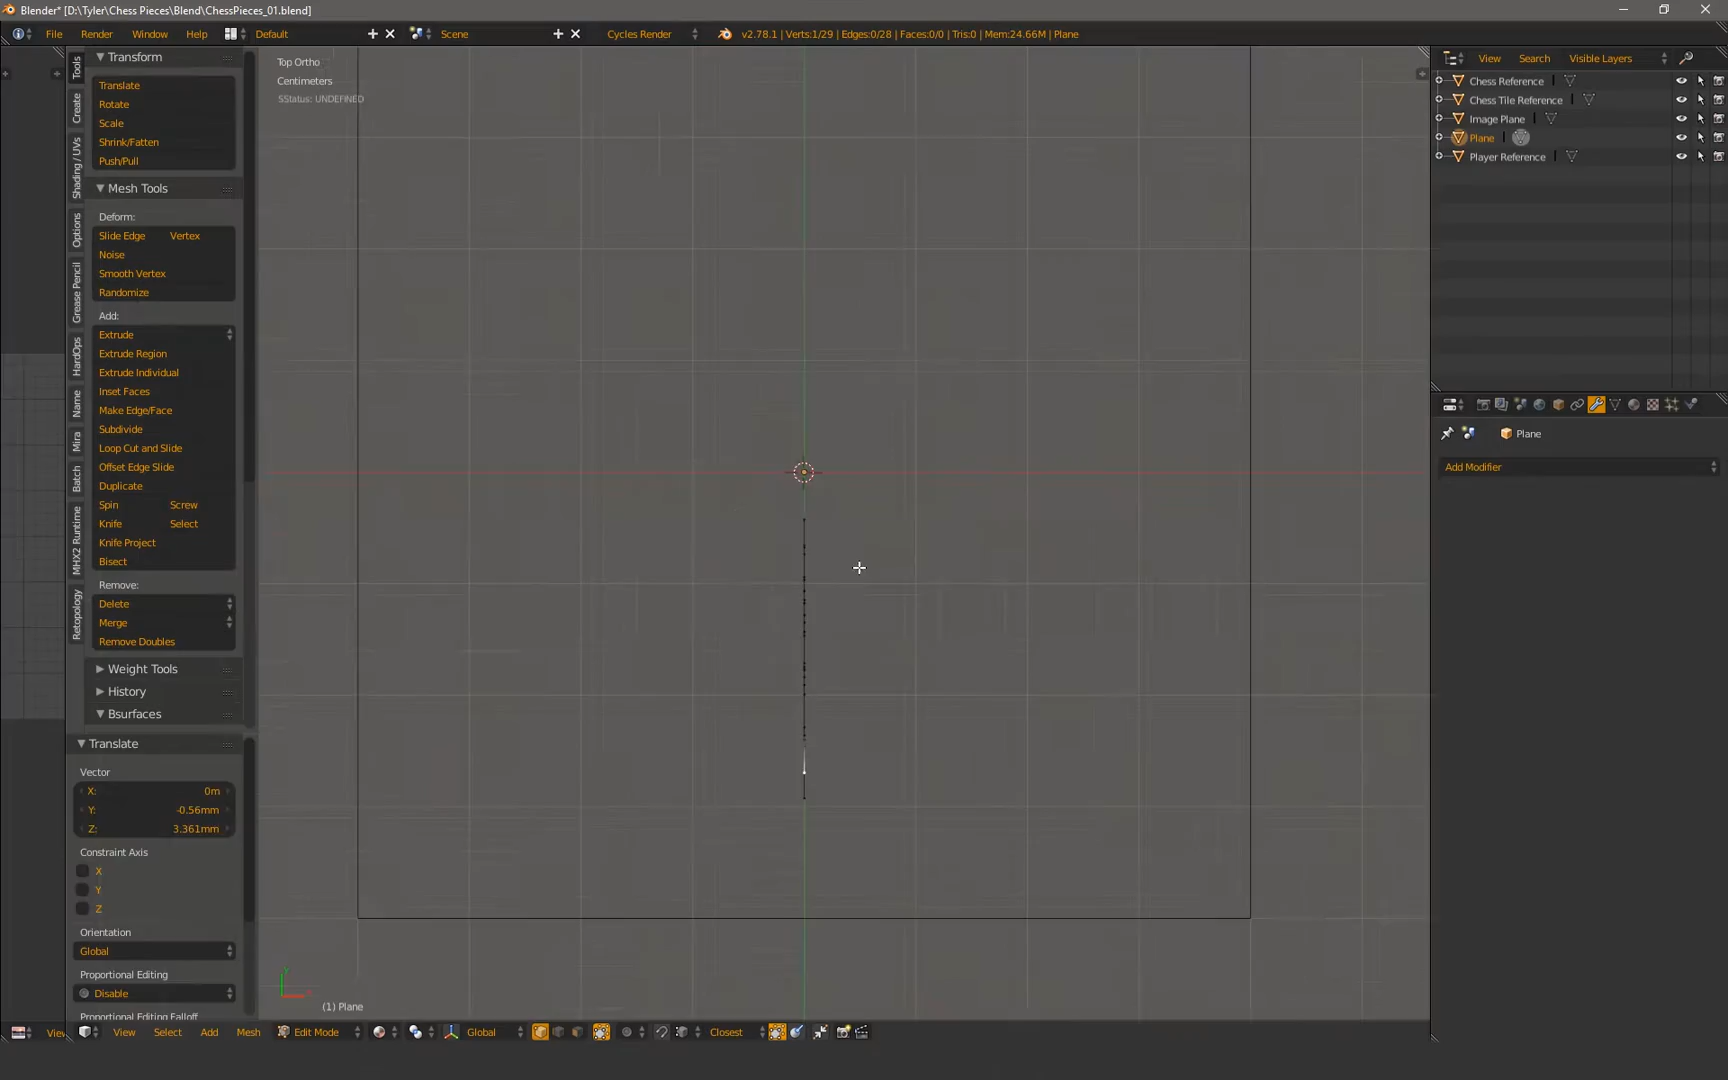 Blender* [D:\Tyler\Chess Pieces\Blend\ChessPieces_01.blend]
File Render Window Help Default Scene Cycles Render v2.78.1 | Verts:1/29 | Edges:0/28 | Faces:0/0 | Tris:0 | Mem:24.66M | Plane
Tools
Create
Shading / UVs
Options
Grease Pencil
HardOps
Name
Mira
Batch
MHX2 Runtime
Retopology
Transform
Translate
Rotate
Scale
Shrink/Fatten
Push/Pull
Mesh Tools
Deform:
Slide Edge Vertex
Noise
Smooth Vertex
Randomize
Add:
Extrude
Extrude Region
Extrude Individual
Inset Faces
Make Edge/Face
Subdivide
Loop Cut and Slide
Offset Edge Slide
Duplicate
Spin Screw
Knife Select
Knife Project
Bisect
Remove:
Delete
Merge
Remove Doubles
Weight Tools
History
Bsurfaces
Translate
Vector
X: 0m
Y: -0.56mm
Z: 3.361mm
Constraint Axis
X
Y
Z
Orientation
Global
Proportional Editing
Disable
Proportional Editing Falloff
Top Ortho
Centimeters
SStatus: UNDEFINED
(1) Plane
View Select Add Mesh Edit Mode Global Closest
View Search Visible Layers
Chess Reference
Chess Tile Reference
Image Plane
Plane
Player Reference
Plane
Add Modifier